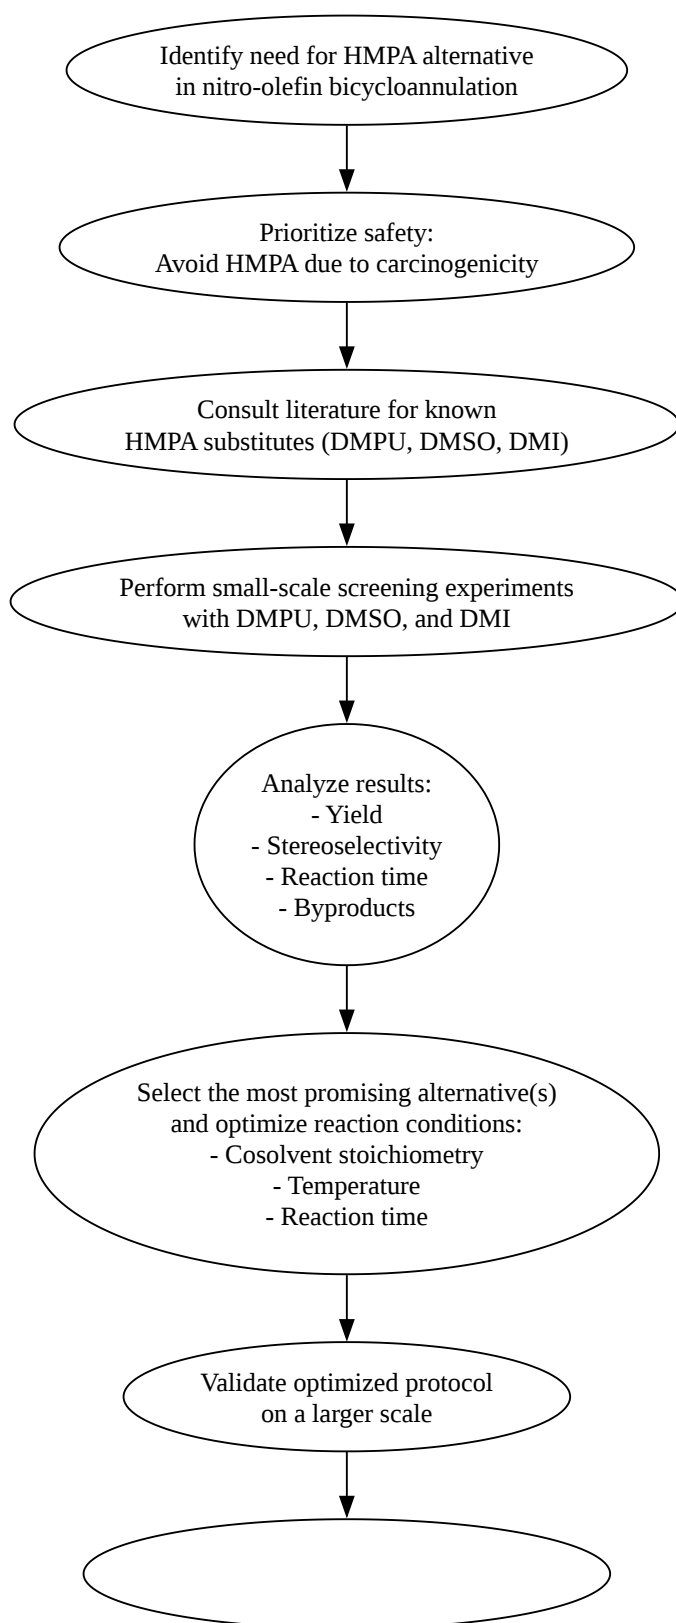 Identify need for HMPA alternative
in nitro-olefin bicycloannulation
Prioritize safety:
Avoid HMPA due to carcinogenicity
Consult literature for known
HMPA substitutes (DMPU, DMSO, DMI)
Perform small-scale screening experiments
with DMPU, DMSO, and DMI
Analyze results:
- Yield
- Stereoselectivity
- Reaction time
- Byproducts
Select the most promising alternative(s)
and optimize reaction conditions:
- Cosolvent stoichiometry
- Temperature
- Reaction time
Validate optimized protocol
on a larger scale